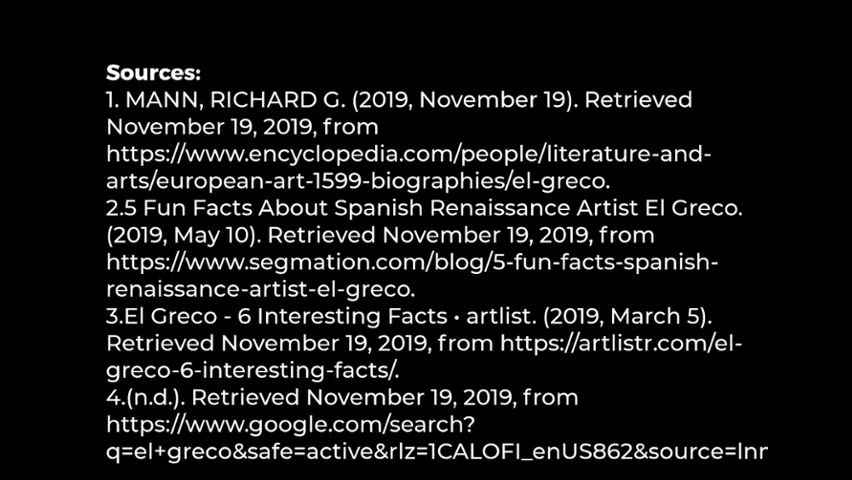 Sources:
1. MANN, RICHARD G. (2019, November 19). Retrieved
November 19, 2019, from
https://www.encyclopedia.com/people/literature-and-
arts/european-art-1599-biographies/el-greco.
2.5 Fun Facts About Spanish Renaissance Artist El Greco.
(2019, May 10). Retrieved November 19, 2019, from
https://www.segmation.com/blog/5-fun-facts-spanish-
renaissance-artist-el-greco.
3.El Greco - 6 Interesting Facts • artlist. (2019, March 5).
Retrieved November 19, 2019, from https://artlistr.com/el-
greco-6-interesting-facts/.
4.(n.d.). Retrieved November 19, 2019, from
https://www.google.com/search?
q=el+greco&safe=active&rlz=1CALOFI_enUS862&source=lnr